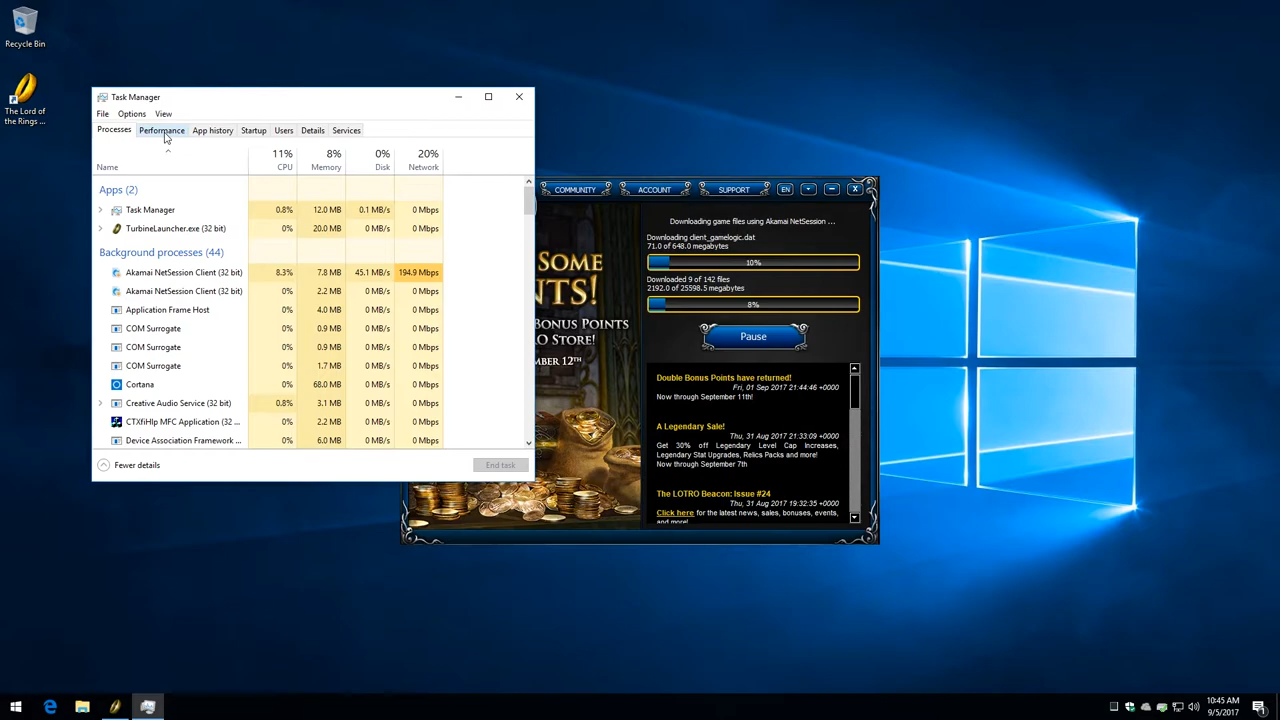 Recycle Bin
The Lord of
the Rings ...
Task Manager
File Options View
Processes Performance App history Startup Users Details Services
11% 8% 0% 20%
Name CPU Memory Disk Network
Apps (2)
Task Manager 0.8% 12.0 MB 0.1 MB/s 0 Mbps
TurbineLauncher.exe (32 bit) 0% 20.0 MB 0 MB/s 0 Mbps
Background processes (44)
Akamai NetSession Client (32 bit) 8.3% 7.8 MB 45.1 MB/s 194.9 Mbps
Akamai NetSession Client (32 bit) 0% 2.2 MB 0 MB/s 0 Mbps
Application Frame Host 0% 4.0 MB 0 MB/s 0 Mbps
COM Surrogate 0% 0.9 MB 0 MB/s 0 Mbps
COM Surrogate 0% 0.9 MB 0 MB/s 0 Mbps
COM Surrogate 0% 1.7 MB 0 MB/s 0 Mbps
Cortana 0% 68.0 MB 0 MB/s 0 Mbps
Creative Audio Service (32 bit) 0.8% 3.1 MB 0 MB/s 0 Mbps
CTXfiHlp MFC Application (32 ... 0% 2.2 MB 0 MB/s 0 Mbps
Device Association Framework ... 0% 6.0 MB 0 MB/s 0 Mbps
Fewer details
End task
COMMUNITY ACCOUNT SUPPORT EN
SOME
NTS!
BONUS POINTS
O STORE!
MBER 12TH
Downloading game files using Akamai NetSession ...
Downloading client_gamelogic.dat
71.0 of 648.0 megabytes
10%
Downloaded 9 of 142 files
2192.0 of 25598.5 megabytes
8%
Pause
Double Bonus Points have returned!
Fri, 01 Sep 2017 21:44:46 +0000
Now through September 11th!
A Legendary Sale!
Thu, 31 Aug 2017 21:33:09 +0000
Get 30% off Legendary Level Cap Increases,
Legendary Stat Upgrades, Relics Packs and more!
Now through September 7th
The LOTRO Beacon: Issue #24
Thu, 31 Aug 2017 19:32:35 +0000
Click here for the latest news, sales, bonuses, events,
and more!
10:45 AM
9/5/2017